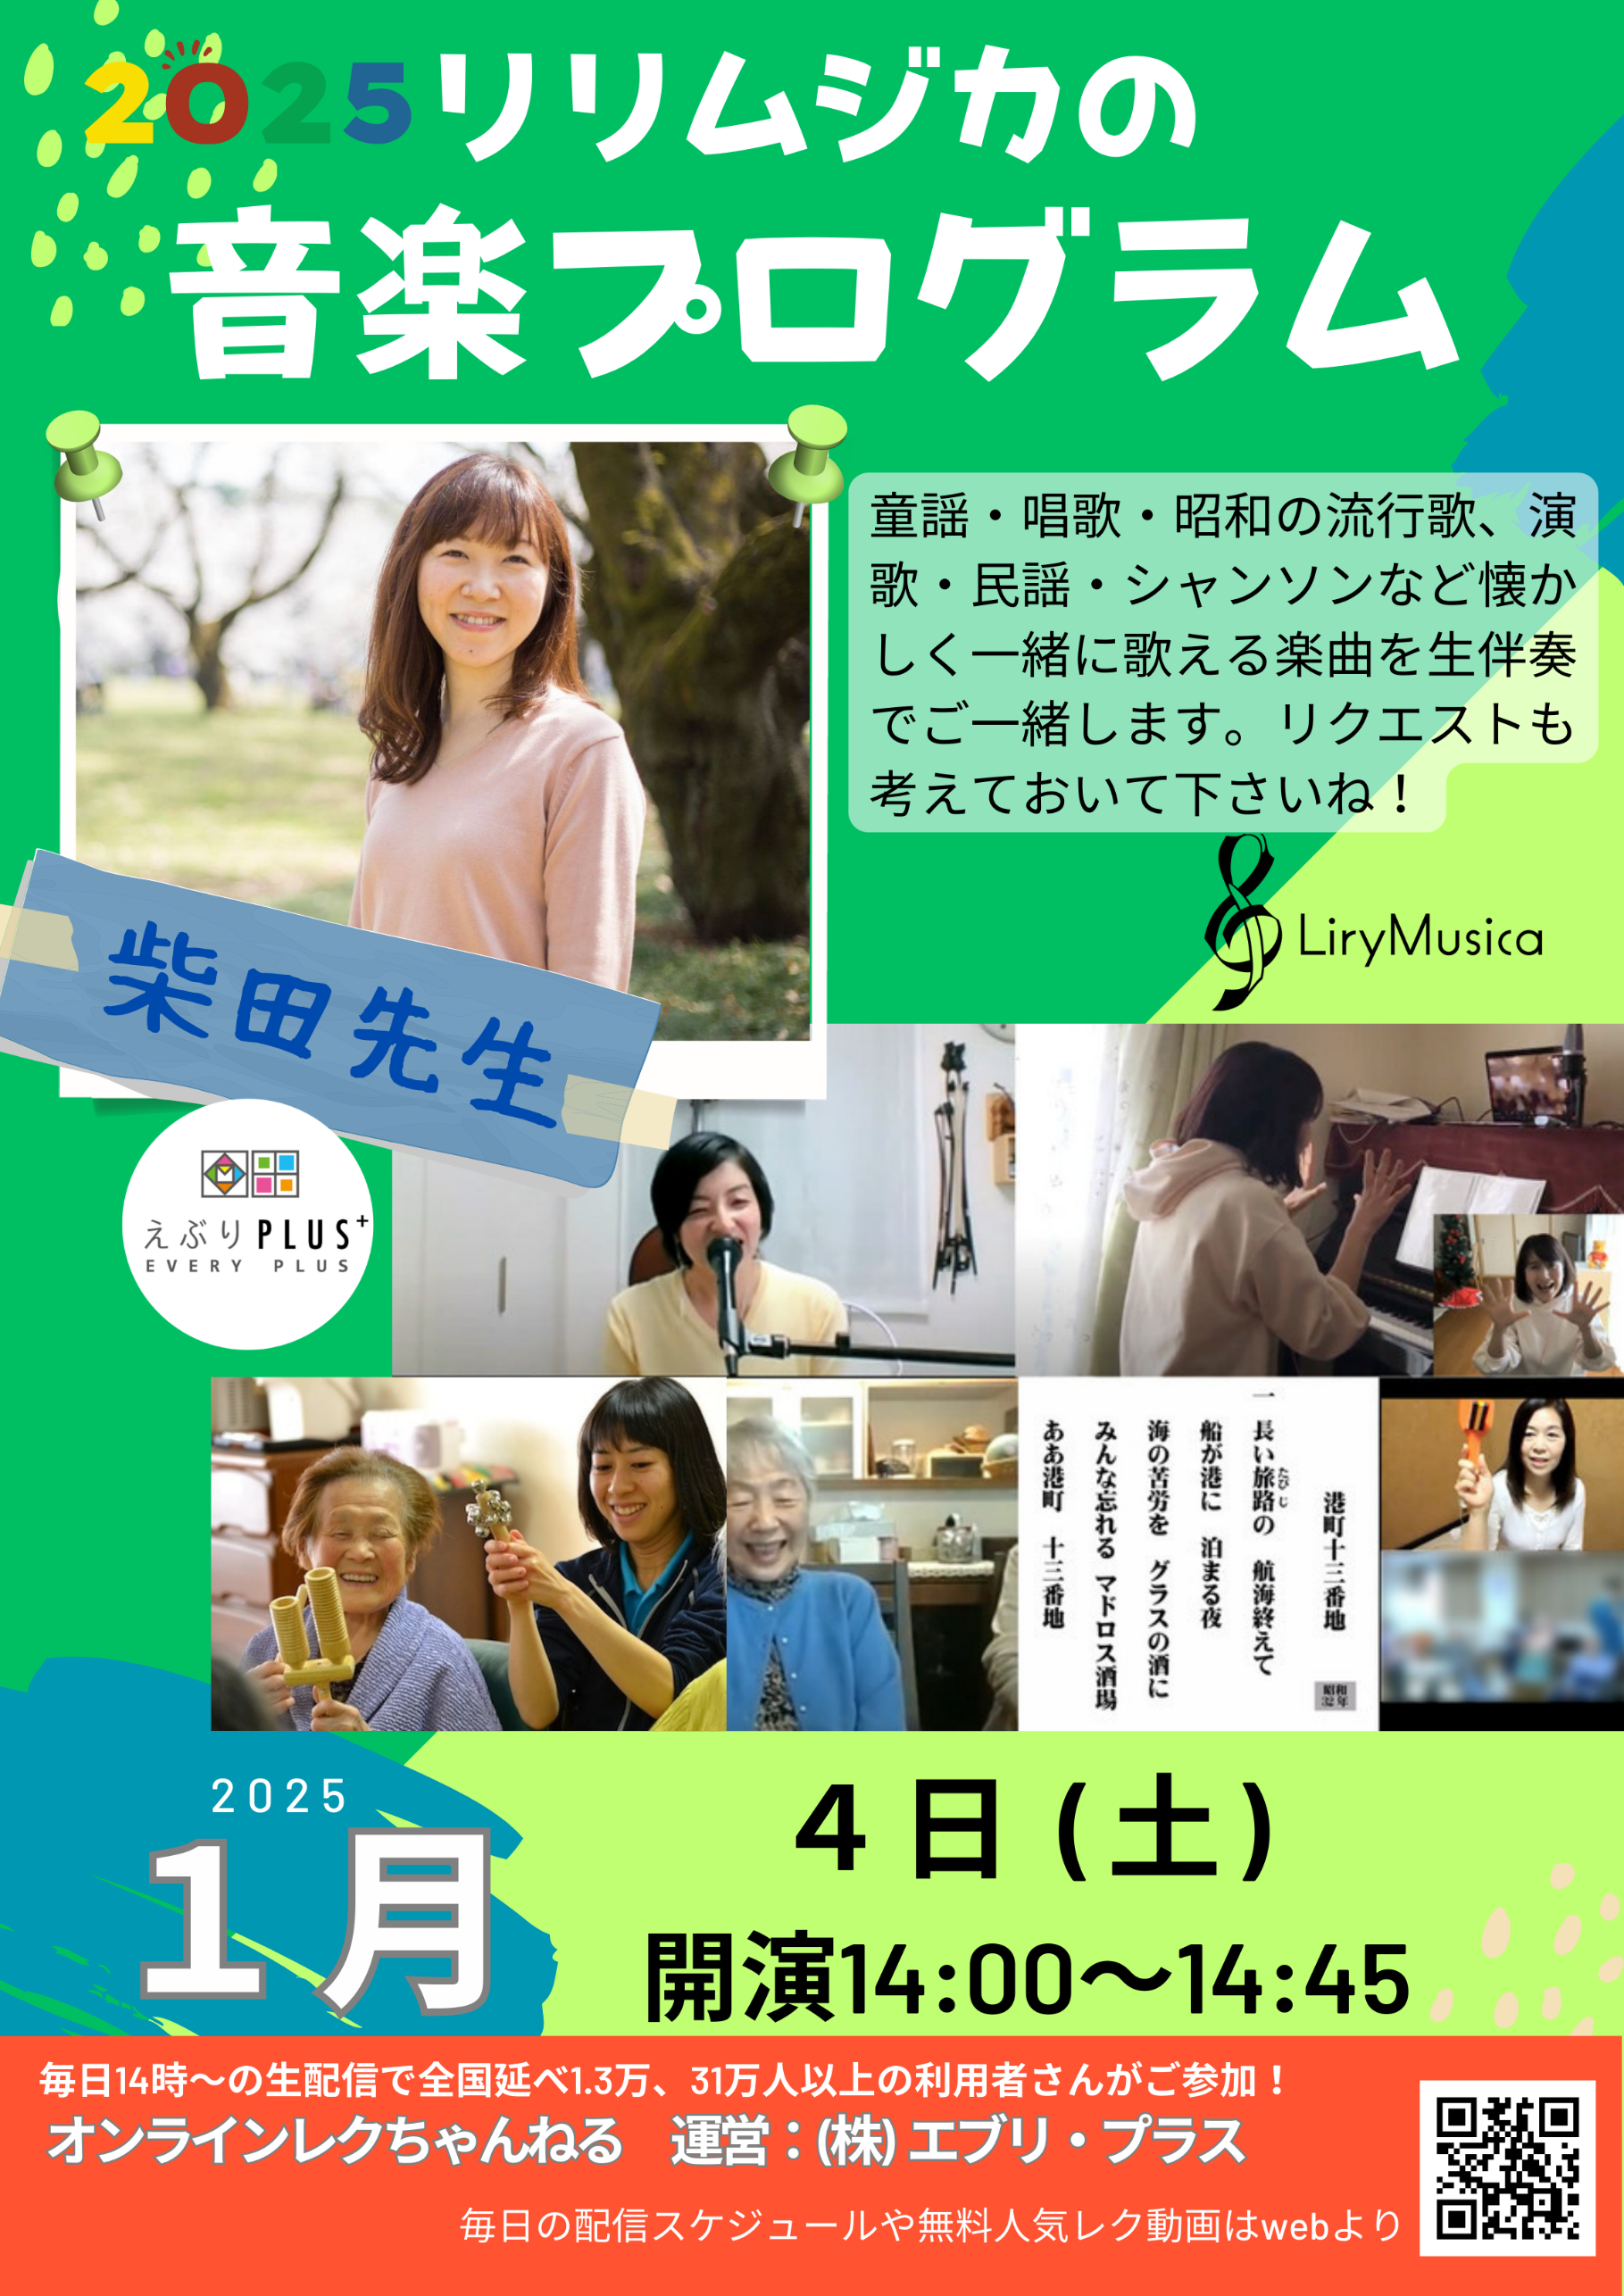 2025リリムジカの
音楽プログラム
童謡・唱歌・昭和の流行歌、演
歌・民謡・シャンソンなど懐か
しく一緒に歌える楽曲を生伴奏
でご一緒します。リクエストも
考えておいて下さいね！
LiryMusica
柴田先生
えぶりPLUS+
EVERY PLUS
港町十三番地
昭和32年
一 長い旅路の 航海終えて
たびじ
船が港に 泊まる夜
海の苦労を グラスの酒に
みんな忘れる マドロス酒場
ああ港町 十三番地
2025
1月
4日(土)
開演14:00〜14:45
毎日14時〜の生配信で全国延べ1.3万、31万人以上の利用者さんがご参加！
オンラインレクちゃんねる 運営：(株)エブリ・プラス
毎日の配信スケジュールや無料人気レク動画はwebより